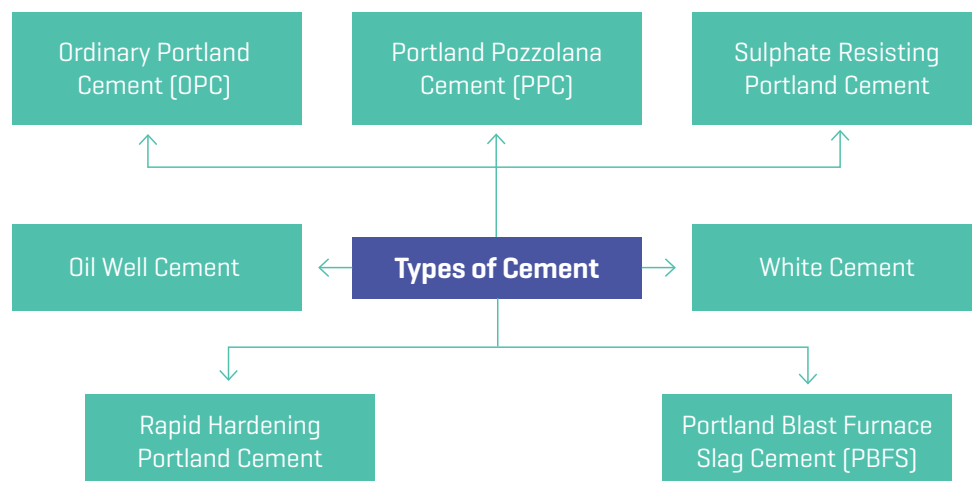 Ordinary Portland
Cement (OPC)
Portland Pozzolana
Cement (PPC)
Sulphate Resisting
Portland Cement
Oil Well Cement
Types of Cement
White Cement
Rapid Hardening
Portland Cement
Portland Blast Furnace
Slag Cement (PBFS)